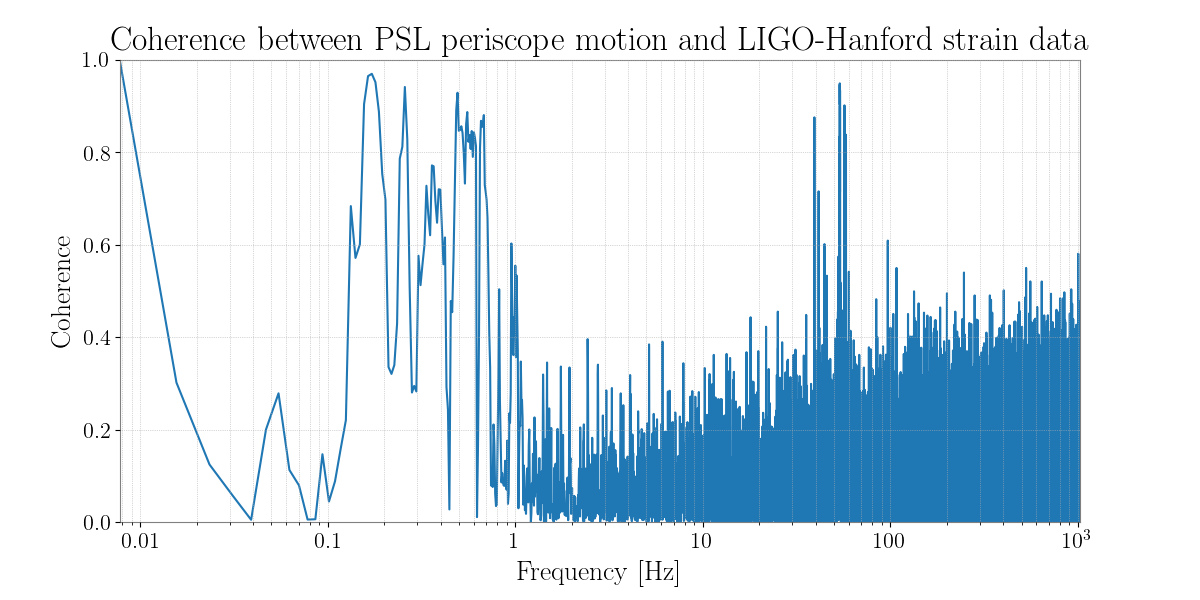 Coherence between PSL periscope motion and LIGO-Hanford strain data
1.0
0.8
0.6
0.4
0.2
0.0
Coherence
0.01 0.1 1 10 100 10³
Frequency [Hz]